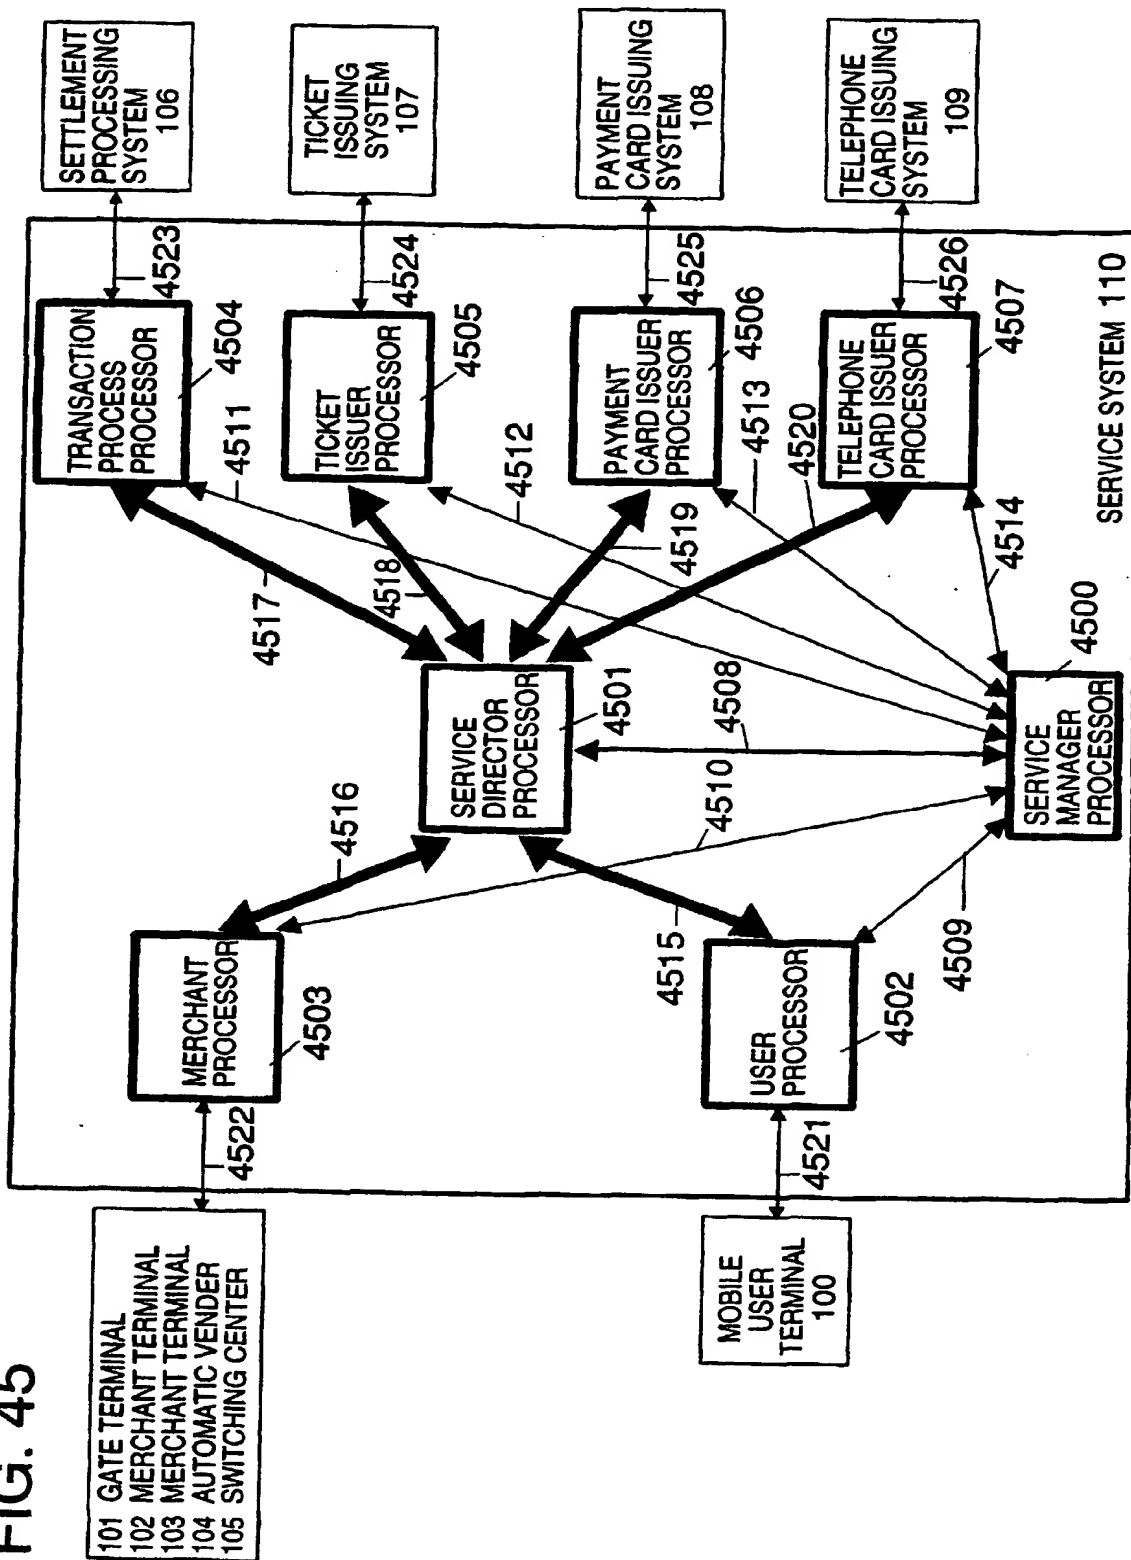 FIG. 45
101 GATE TERMINAL
102 MERCHANT TERMINAL
103 MERCHANT TERMINAL
104 AUTOMATIC VENDER
105 SWITCHING CENTER
MOBILE
USER
TERMINAL
100
4522
4521
MERCHANT
PROCESSOR
4503
USER
PROCESSOR
4502
4516
4515
4510
4509
SERVICE
DIRECTOR
PROCESSOR
4501
4508
SERVICE
MANAGER
PROCESSOR
4500
4517
4518
4519
4520
4511
4512
4513
4514
TRANSACTION
PROCESS
PROCESSOR
4504
TICKET
ISSUER
PROCESSOR
4505
PAYMENT
CARD ISSUER
PROCESSOR
4506
TELEPHONE
CARD ISSUER
PROCESSOR
4507
4523
4524
4525
4526
SERVICE SYSTEM 110
SETTLEMENT
PROCESSING
SYSTEM
106
TICKET
ISSUING
SYSTEM
107
PAYMENT
CARD ISSUING
SYSTEM
108
TELEPHONE
CARD ISSUING
SYSTEM
109